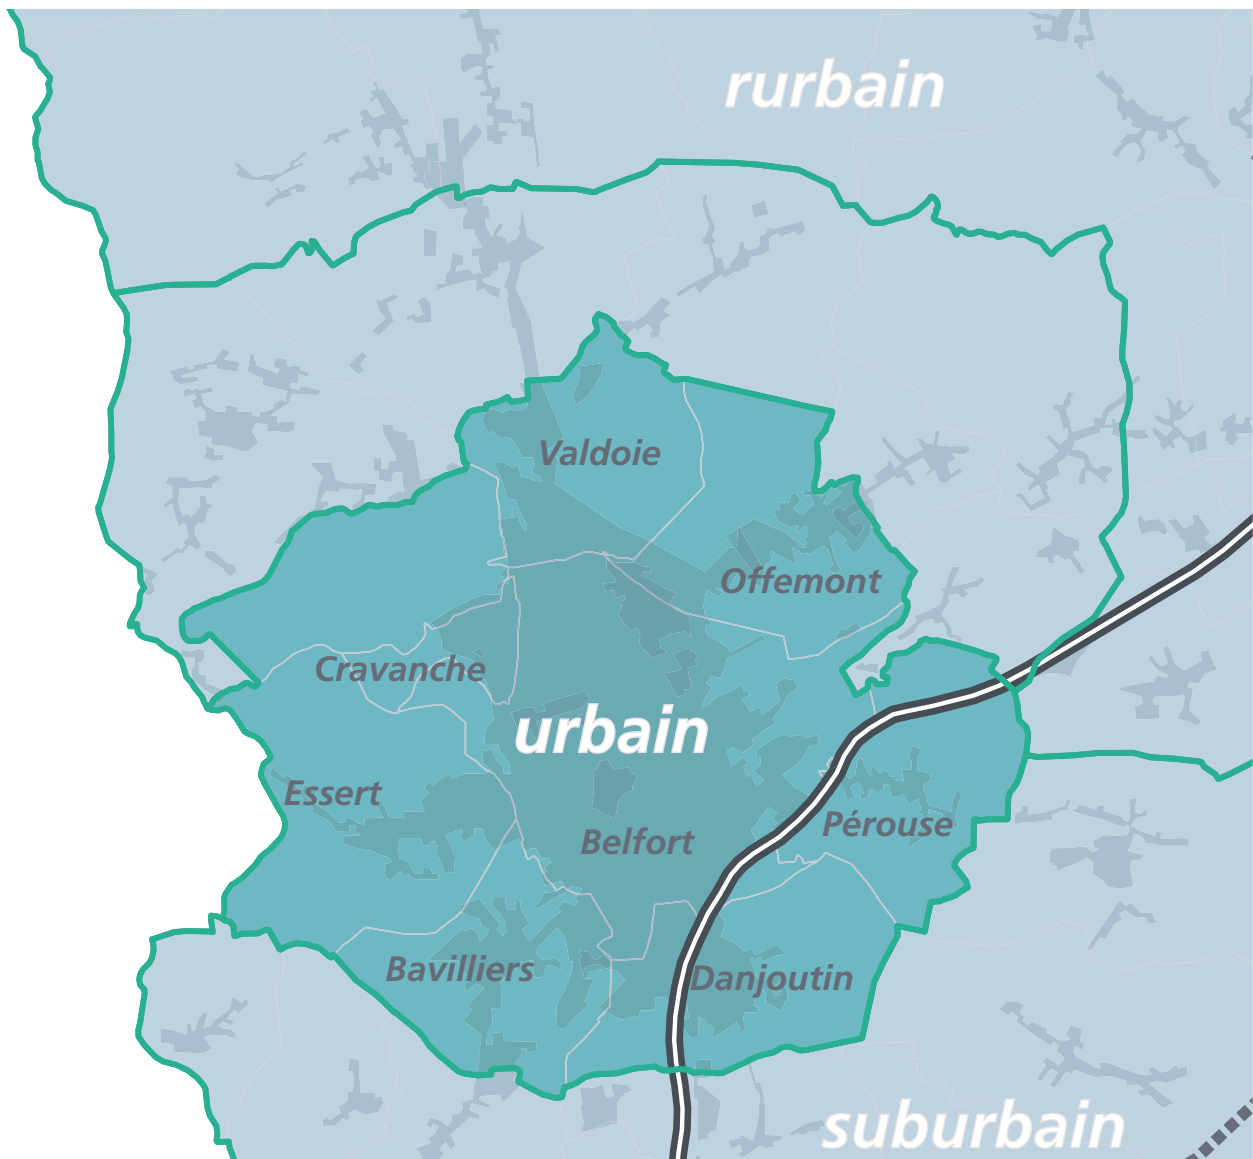 rurbain
Valdoie
Offemont
Cravanche
urbain
Essert
Pérouse
Belfort
Bavilliers
Danjoutin
suburbain